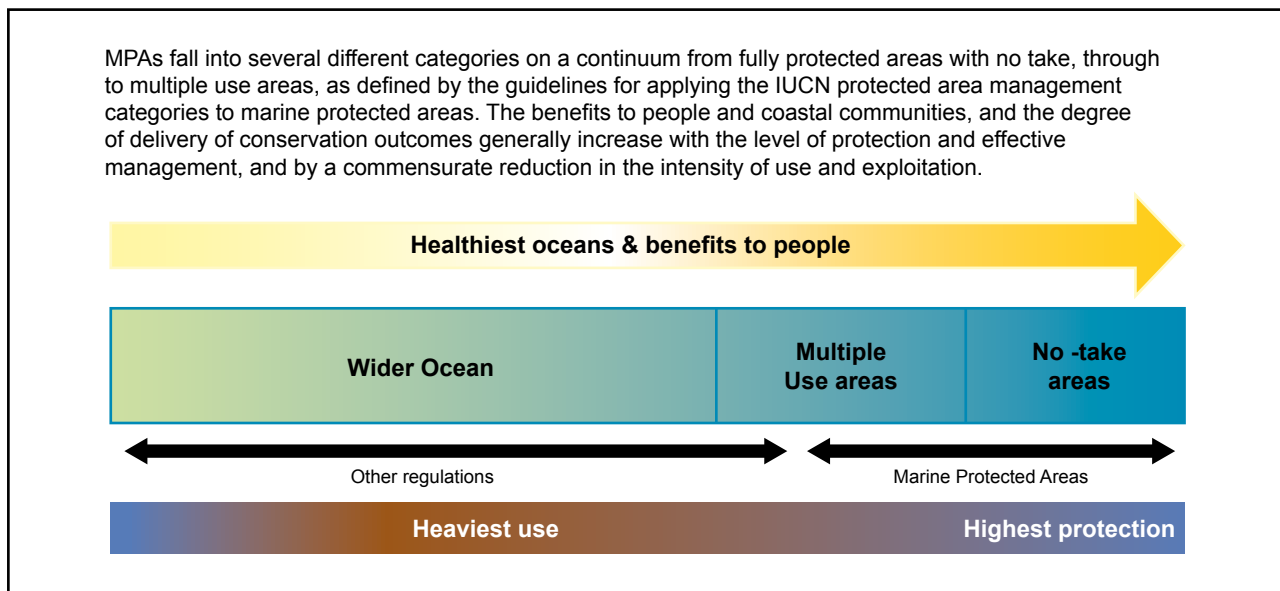 MPAs fall into several different categories on a continuum from fully protected areas with no take, through
to multiple use areas, as defined by the guidelines for applying the IUCN protected area management
categories to marine protected areas. The benefits to people and coastal communities, and the degree
of delivery of conservation outcomes generally increase with the level of protection and effective
management, and by a commensurate reduction in the intensity of use and exploitation.
Healthiest oceans & benefits to people
Wider Ocean
Multiple
Use areas
No -take
areas
Other regulations
Marine Protected Areas
Heaviest use
Highest protection